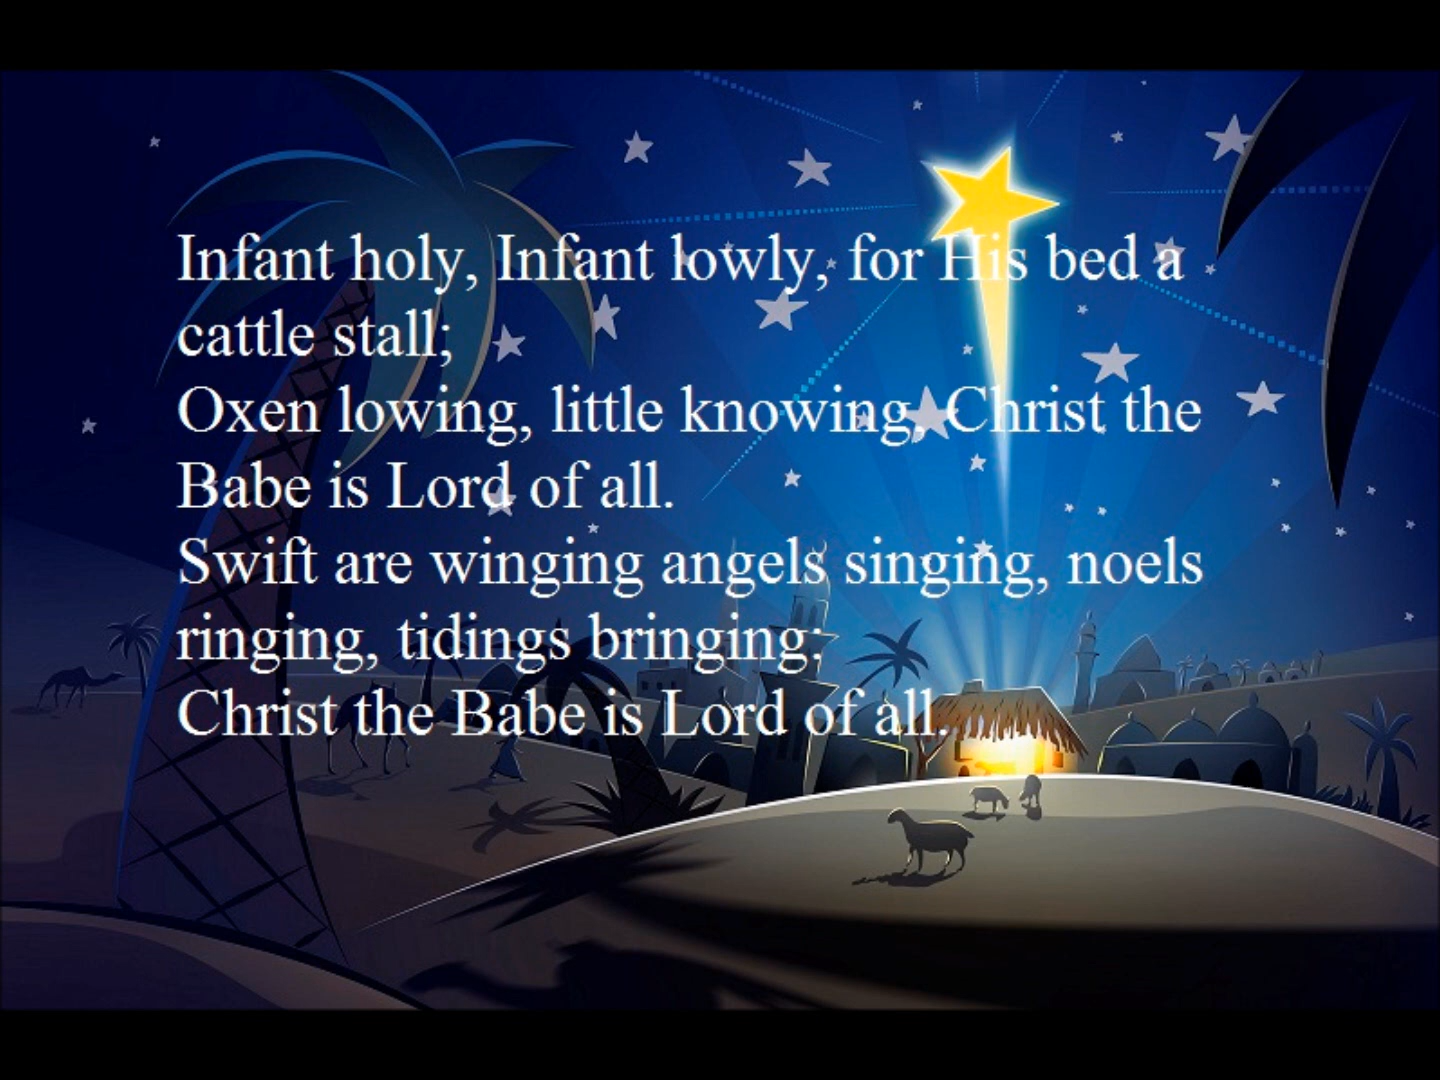 Infant holy, Infant lowly, for His bed a
cattle stall;
Oxen lowing, little knowing, Christ the
Babe is Lord of all.
Swift are winging angels singing, noels
ringing, tidings bringing;
Christ the Babe is Lord of all.